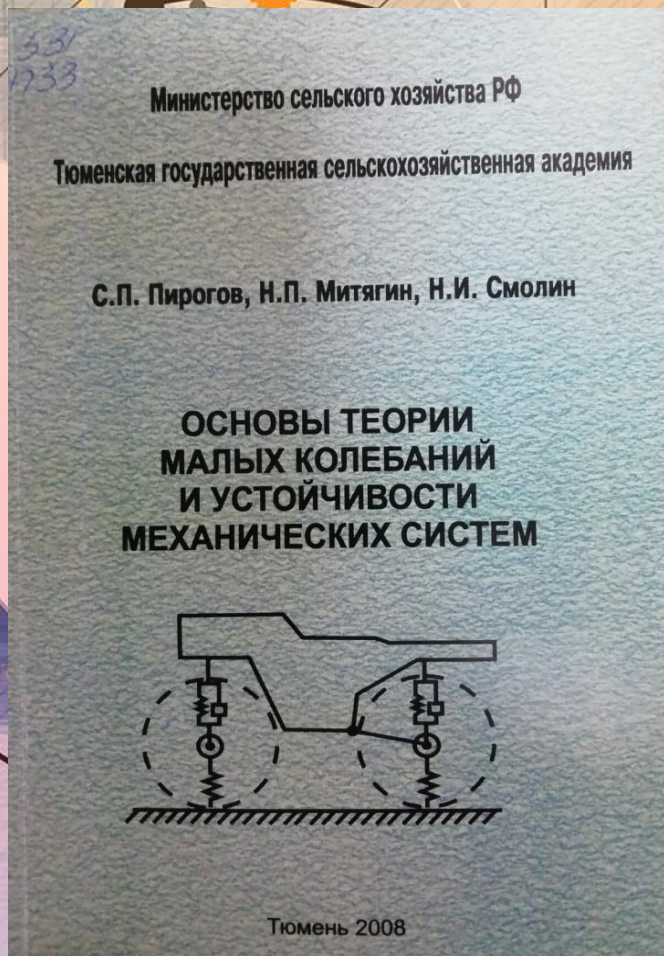 531
Министерство сельского хозяйства РФ
Тюменская государственная сельскохозяйственная академия
С.П. Пирогов, Н.П. Митягин, Н.И. Смолин
ОСНОВЫ ТЕОРИИ
МАЛЫХ КОЛЕБАНИЙ
И УСТОЙЧИВОСТИ
МЕХАНИЧЕСКИХ СИСТЕМ
Тюмень 2008